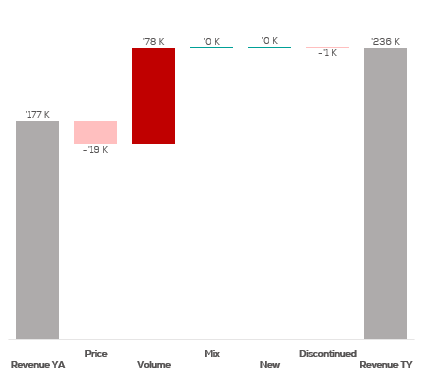 '78 K
'0 K
'0 K
'236 K
-'1 K
'177 K
-'19 K
Price
Mix
Discontinued
Revenue YA
Volume
New
Revenue TY